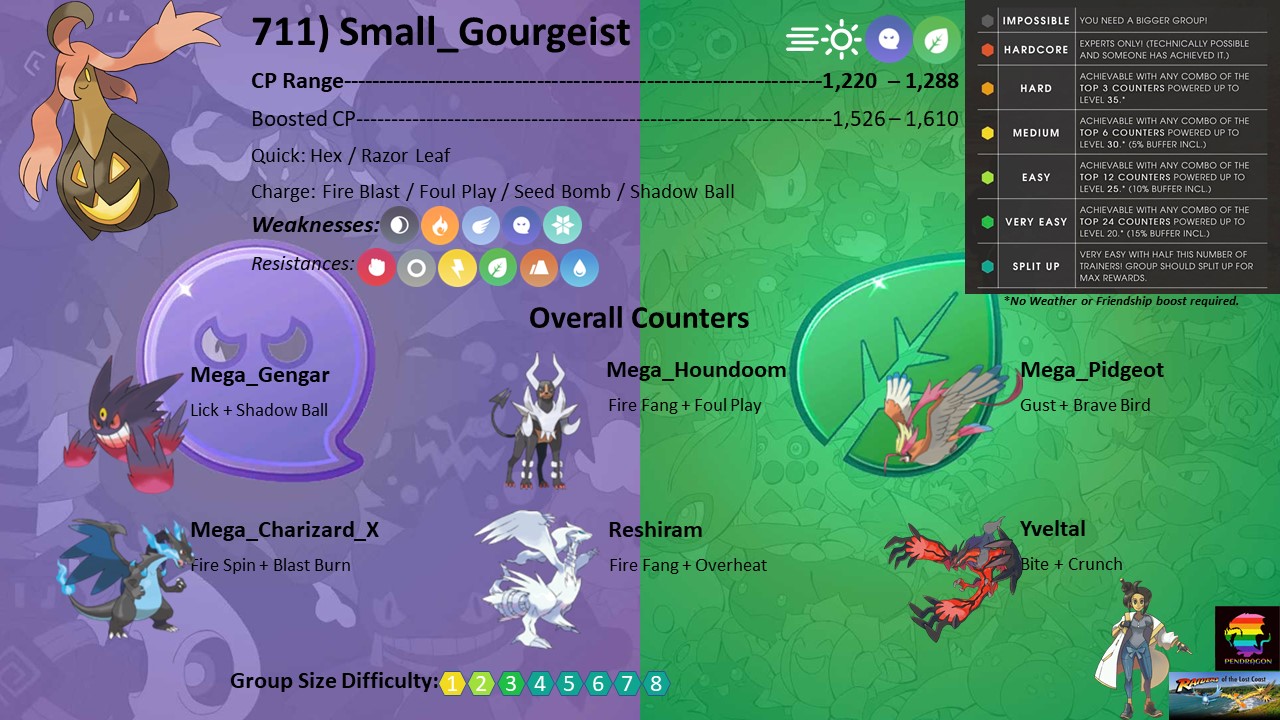 711) Small_Gourgeist
CP Range--------------------------------------------------------------------------------1,220 – 1,288
Boosted CP--------------------------------------------------------------------------------1,526 – 1,610
Quick: Hex / Razor Leaf
Charge: Fire Blast / Foul Play / Seed Bomb / Shadow Ball
Weaknesses:
Resistances:
IMPOSSIBLE YOU NEED A BIGGER GROUP!
HARDCORE EXPERTS ONLY! (TECHNICALLY POSSIBLE
AND SOMEONE HAS ACHIEVED IT.)
HARD ACHIEVABLE WITH ANY COMBO OF THE
TOP 3 COUNTERS POWERED UP TO
LEVEL 35.*
MEDIUM ACHIEVABLE WITH ANY COMBO OF THE
TOP 6 COUNTERS POWERED UP TO
LEVEL 30.* (5% BUFFER INCL.)
EASY ACHIEVABLE WITH ANY COMBO OF THE
TOP 12 COUNTERS POWERED UP TO
LEVEL 25.* (10% BUFFER INCL.)
VERY EASY ACHIEVABLE WITH ANY COMBO OF THE
TOP 24 COUNTERS POWERED UP TO
LEVEL 20.* (15% BUFFER INCL.)
SPLIT UP VERY EASY WITH HALF THIS NUMBER OF
TRAINERS! GROUP SHOULD SPLIT UP FOR
MAX REWARDS.
*No Weather or Friendship boost required.
Overall Counters
Mega_Gengar
Lick + Shadow Ball
Mega_Houndoom
Fire Fang + Foul Play
Mega_Pidgeot
Gust + Brave Bird
Mega_Charizard_X
Fire Spin + Blast Burn
Reshiram
Fire Fang + Overheat
Yveltal
Bite + Crunch
Group Size Difficulty: 1 2 3 4 5 6 7 8
PENDRAGON
RAIDERS of the Lost Coast